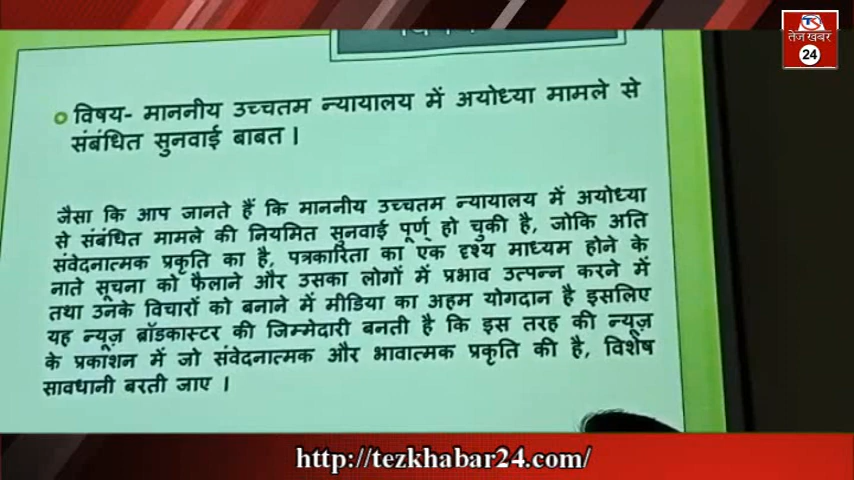 तेज खबर
24
विषय- माननीय उच्चतम न्यायालय में अयोध्या मामले से
संबंधित सुनवाई बाबत ।
जैसा कि आप जानते हैं कि माननीय उच्चतम न्यायालय में अयोध्या
से संबंधित मामले की नियमित सुनवाई पूर्ण हो चुकी है, जोकि अति
संवेदनात्मक प्रकृति का है, पत्रकारिता का एक दृश्य माध्यम होने के
नाते सूचना को फैलाने और उसका लोगों में प्रभाव उत्पन्न करने में
तथा उनके विचारों को बनाने में मीडिया का अहम योगदान है इसलिए
यह न्यूज़ ब्रॉडकास्टर की जिम्मेदारी बनती है कि इस तरह की न्यूज़
के प्रकाशन में जो संवेदनात्मक और भावात्मक प्रकृति की है, विशेष
सावधानी बरती जाए ।
http://tezkhabar24.com/